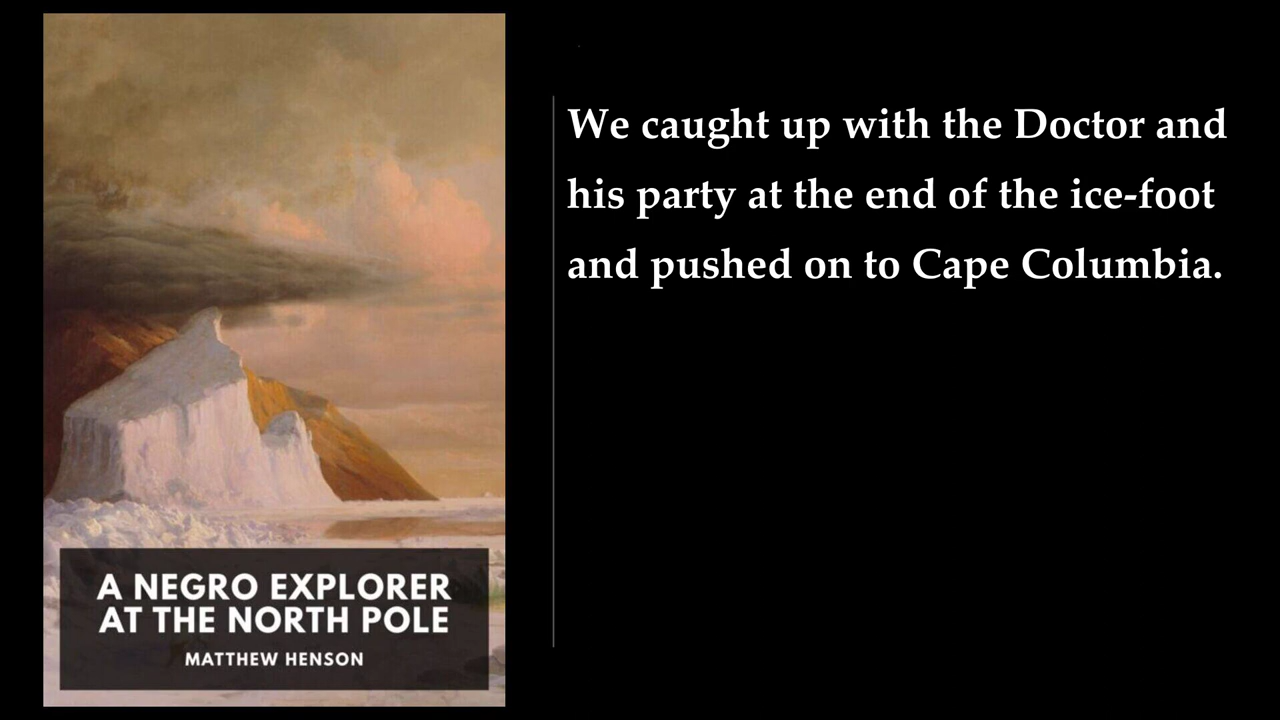 We caught up with the Doctor and
his party at the end of the ice-foot
and pushed on to Cape Columbia.
A NEGRO EXPLORER
AT THE NORTH POLE
MATTHEW HENSON